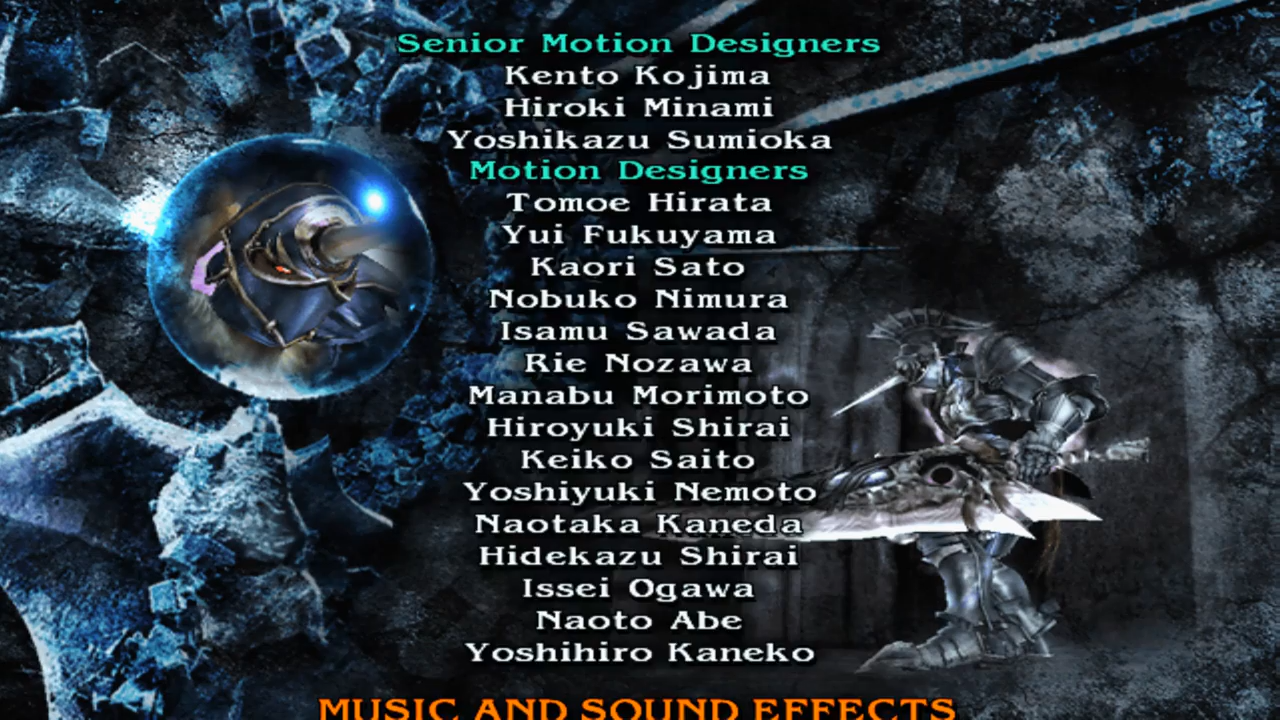 Senior Motion Designers
Kento Kojima
Hiroki Minami
Yoshikazu Sumioka
Motion Designers
Tomoe Hirata
Yui Fukuyama
Kaori Sato
Nobuko Nimura
Isamu Sawada
Rie Nozawa
Manabu Morimoto
Hiroyuki Shirai
Keiko Saito
Yoshiyuki Nemoto
Naotaka Kaneda
Hidekazu Shirai
Issei Ogawa
Naoto Abe
Yoshihiro Kaneko
MUSIC AND SOUND EFFECTS